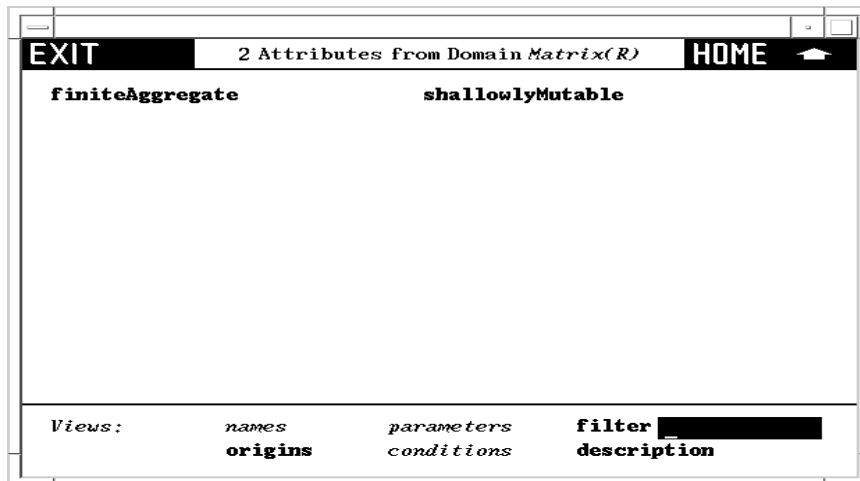 EXIT 2 Attributes from Domain Matrix(R) HOME
finiteAggregate shallowlyMutable
Views: names parameters filter
origins conditions description